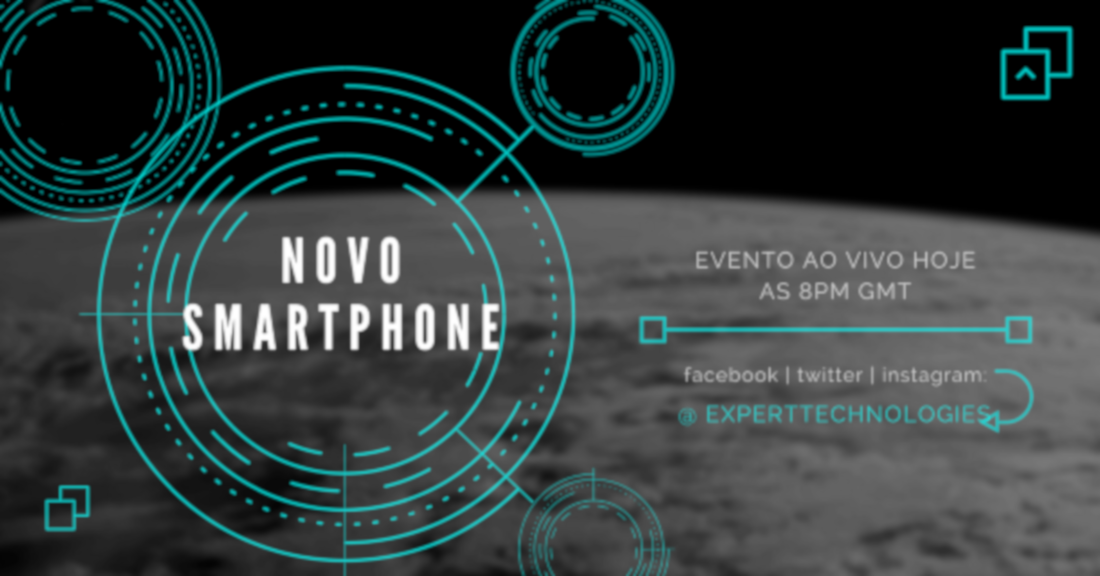 NOVO
SMARTPHONE
EVENTO AO VIVO HOJE
AS 8PM GMT
facebook | twitter | instagram:
@ EXPERTTECHNOLOGIES